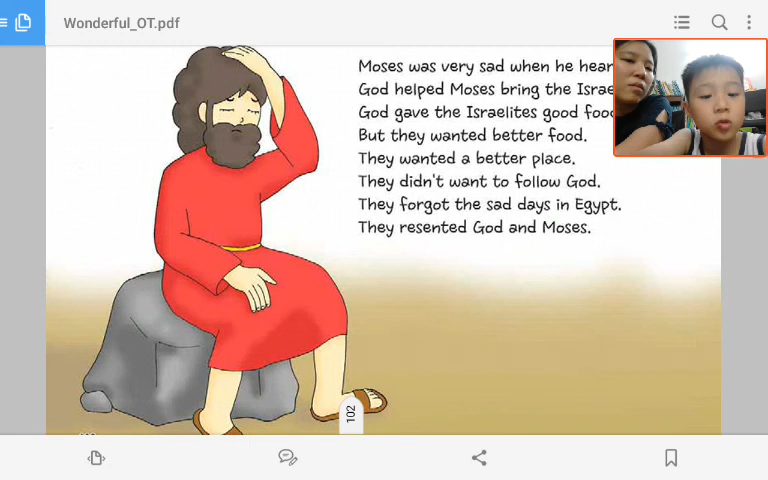 Wonderful_OT.pdf
Moses was very sad when he hear
God helped Moses bring the Israe
God gave the Israelites good foo
But they wanted better food.
They wanted a better place.
They didn't want to follow God.
They forgot the sad days in Egypt.
They resented God and Moses.
102